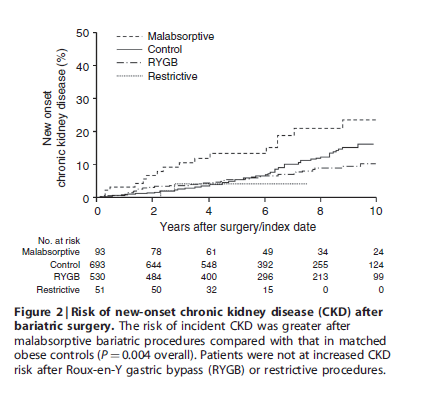 50
40
30
20
10
0
New onset
chronic kidney disease (%)
Malabsorptive
Control
RYGB
Restrictive
0 2 4 6 8 10
Years after surgery/index date
No. at risk
Malabsorptive 93 78 61 49 34 24
Control 693 644 548 392 255 124
RYGB 530 484 400 296 213 99
Restrictive 51 50 32 15 0 0
Figure 2 | Risk of new-onset chronic kidney disease (CKD) after
bariatric surgery. The risk of incident CKD was greater after
malabsorptive bariatric procedures compared with that in matched
obese controls (P = 0.004 overall). Patients were not at increased CKD
risk after Roux-en-Y gastric bypass (RYGB) or restrictive procedures.